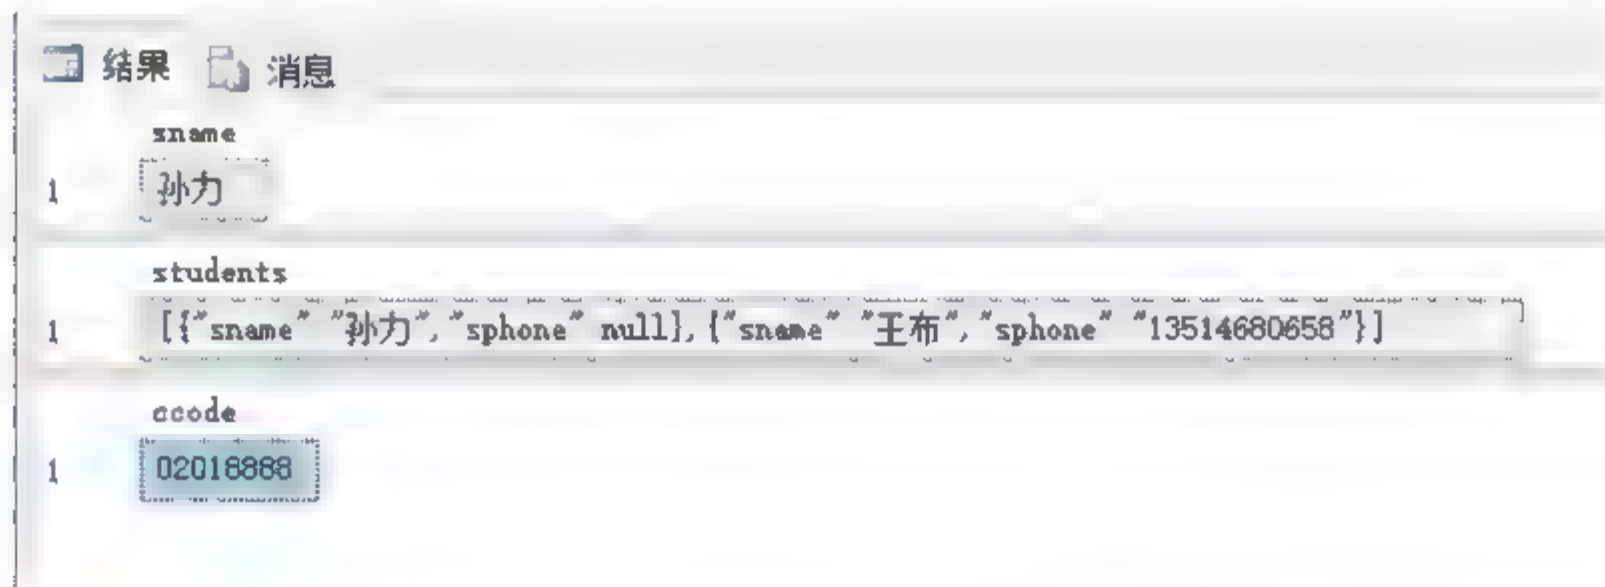 结果 消息
sname
1 孙力
students
1 [{"sname" "孙力","sphone" null},{"sname" "王布","sphone" "13514680658"}]
ccode
1 02018888